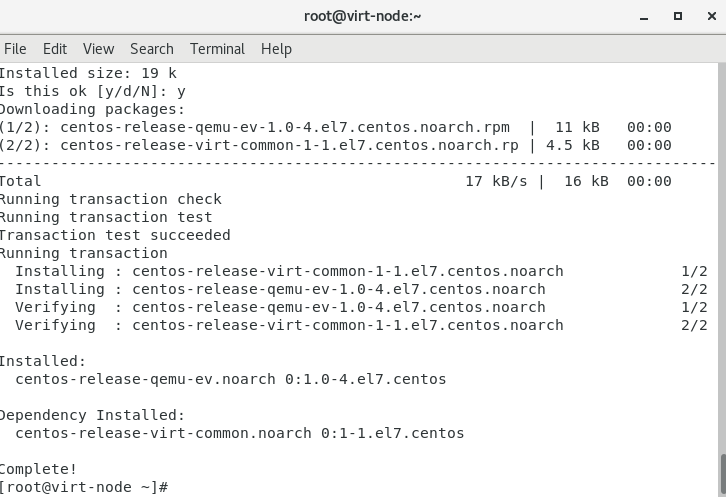 root@virt-node:~
File Edit View Search Terminal Help
Installed size: 19 k
Is this ok [y/d/N]: y
Downloading packages:
(1/2): centos-release-qemu-ev-1.0-4.el7.centos.noarch.rpm  |  11 kB   00:00
(2/2): centos-release-virt-common-1-1.el7.centos.noarch.rp | 4.5 kB   00:00
--------------------------------------------------------------------------------
Total                                               17 kB/s |  16 kB  00:00
Running transaction check
Running transaction test
Transaction test succeeded
Running transaction
  Installing : centos-release-virt-common-1-1.el7.centos.noarch             1/2
  Installing : centos-release-qemu-ev-1.0-4.el7.centos.noarch               2/2
  Verifying  : centos-release-qemu-ev-1.0-4.el7.centos.noarch               1/2
  Verifying  : centos-release-virt-common-1-1.el7.centos.noarch             2/2
Installed:
  centos-release-qemu-ev.noarch 0:1.0-4.el7.centos
Dependency Installed:
  centos-release-virt-common.noarch 0:1-1.el7.centos
Complete!
[root@virt-node ~]#